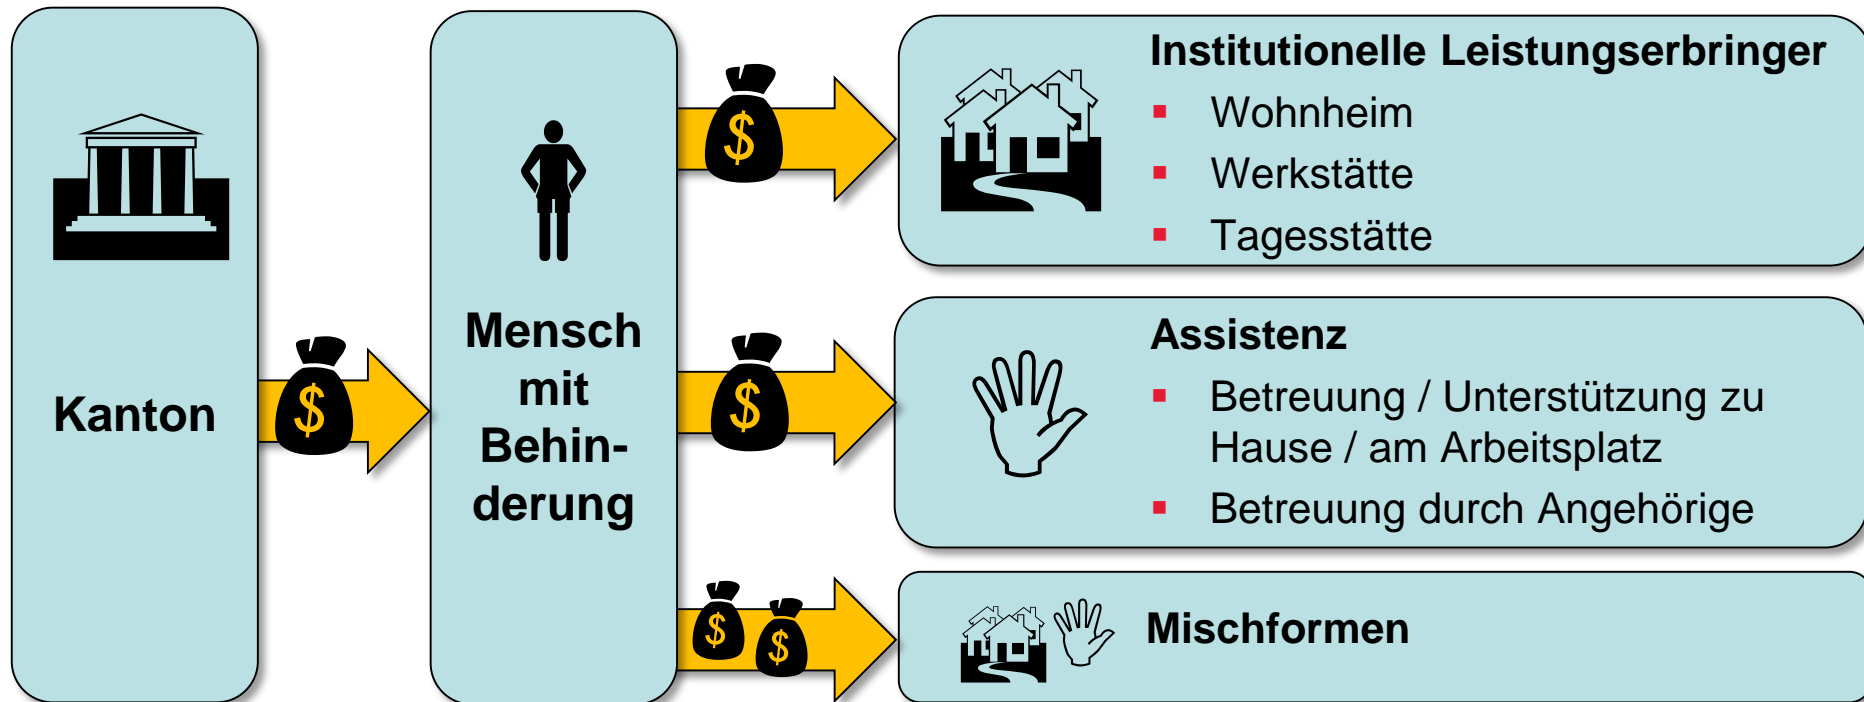 Kanton
$
Mensch
mit
Behin-
derung
$
Institutionelle Leistungserbringer
▪ Wohnheim
▪ Werkstätte
▪ Tagesstätte
$
Assistenz
▪ Betreuung / Unterstützung zu
Hause / am Arbeitsplatz
▪ Betreuung durch Angehörige
$ $
Mischformen